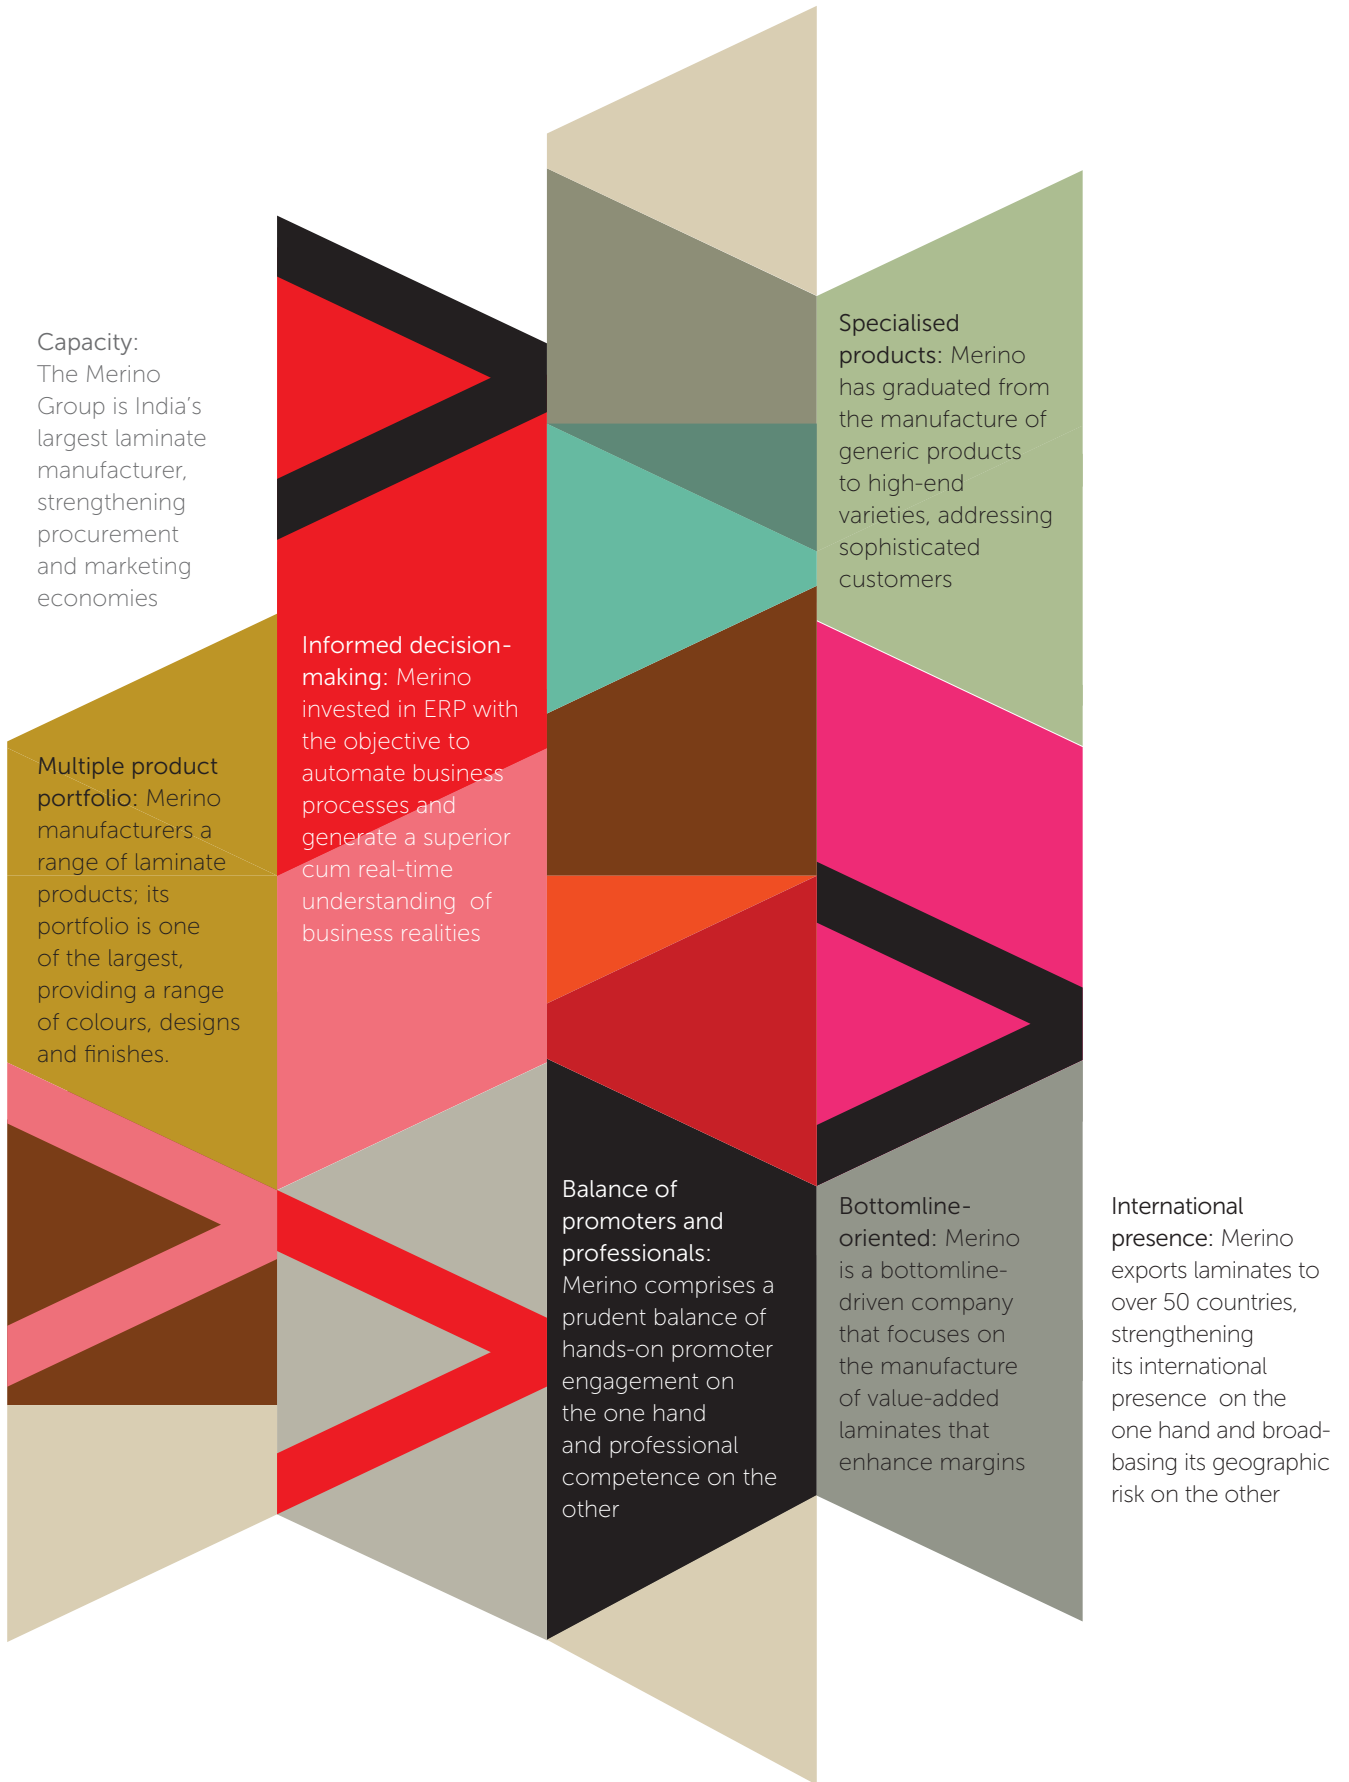 Capacity:
The Merino
Group is India's
largest laminate
manufacturer,
strengthening
procurement
and marketing
economies
Multiple product
portfolio: Merino
manufacturers a
range of laminate
products; its
portfolio is one
of the largest,
providing a range
of colours, designs
and finishes.
Informed decision-
making: Merino
invested in ERP with
the objective to
automate business
processes and
generate a superior
cum real-time
understanding of
business realities
Balance of
promoters and
professionals:
Merino comprises a
prudent balance of
hands-on promoter
engagement on
the one hand
and professional
competence on the
other
Specialised
products: Merino
has graduated from
the manufacture of
generic products
to high-end
varieties, addressing
sophisticated
customers
Bottomline-
oriented: Merino
is a bottomline-
driven company
that focuses on
the manufacture
of value-added
laminates that
enhance margins
International
presence: Merino
exports laminates to
over 50 countries,
strengthening
its international
presence on the
one hand and broad-
basing its geographic
risk on the other